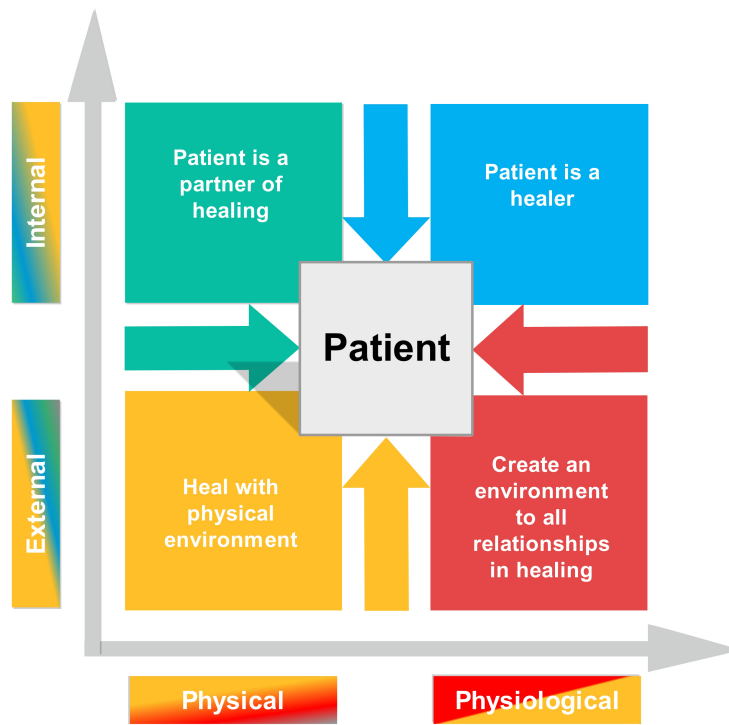 Internal
Patient is a
partner of
healing
Patient is a
healer
Patient
External
Heal with
physical
environment
Create an
environment
to all
relationships
in healing
Physical
Physiological